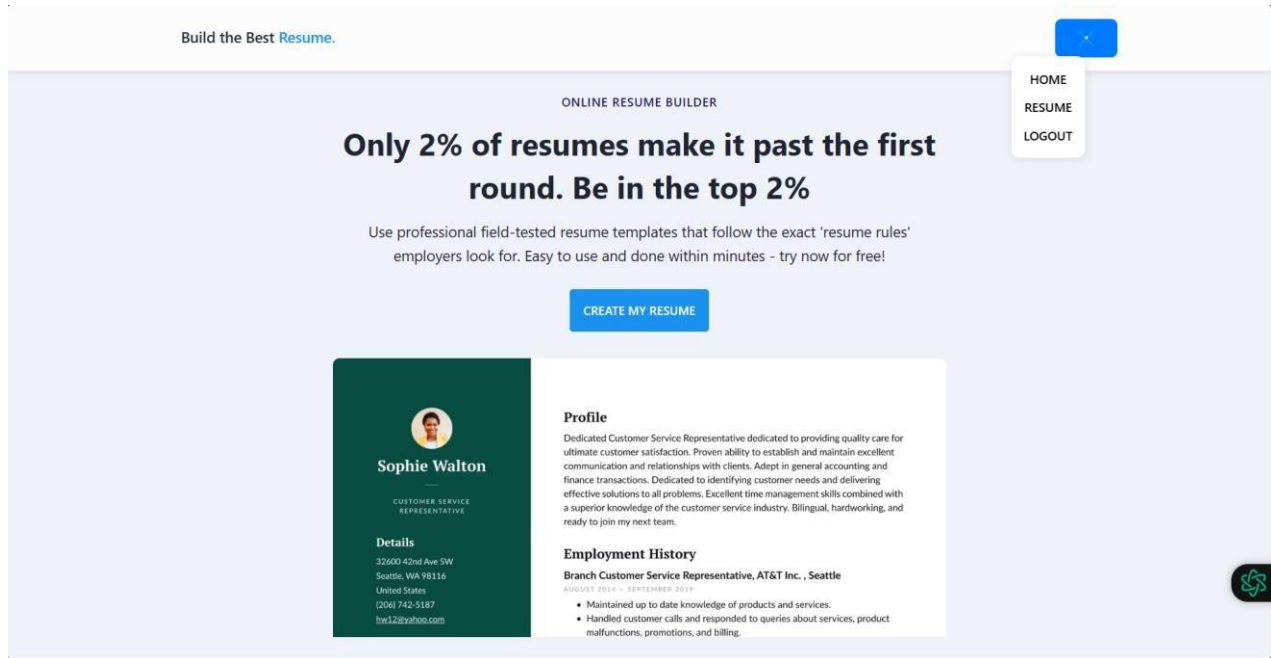 Build the Best Resume.
HOME
RESUME
LOGOUT
ONLINE RESUME BUILDER
Only 2% of resumes make it past the first
round. Be in the top 2%
Use professional field-tested resume templates that follow the exact 'resume rules'
employers look for. Easy to use and done within minutes - try now for free!
CREATE MY RESUME
Sophie Walton
CUSTOMER SERVICE
REPRESENTATIVE
Details
32600 42nd Ave SW
Seattle, WA 98116
United States
(206) 742-5187
hw12@yahoo.com
Profile
Dedicated Customer Service Representative dedicated to providing quality care for
ultimate customer satisfaction. Proven ability to establish and maintain excellent
communication and relationships with clients. Adept in general accounting and
finance transactions. Dedicated to identifying customer needs and delivering
effective solutions to all problems. Excellent time management skills combined with
a superior knowledge of the customer service industry. Bilingual, hardworking, and
ready to join my next team.
Employment History
Branch Customer Service Representative, AT&T Inc. , Seattle
AUGUST 2014 – SEPTEMBER 2019
• Maintained up to date knowledge of products and services.
• Handled customer calls and responded to queries about services, product
malfunctions, promotions, and billing.